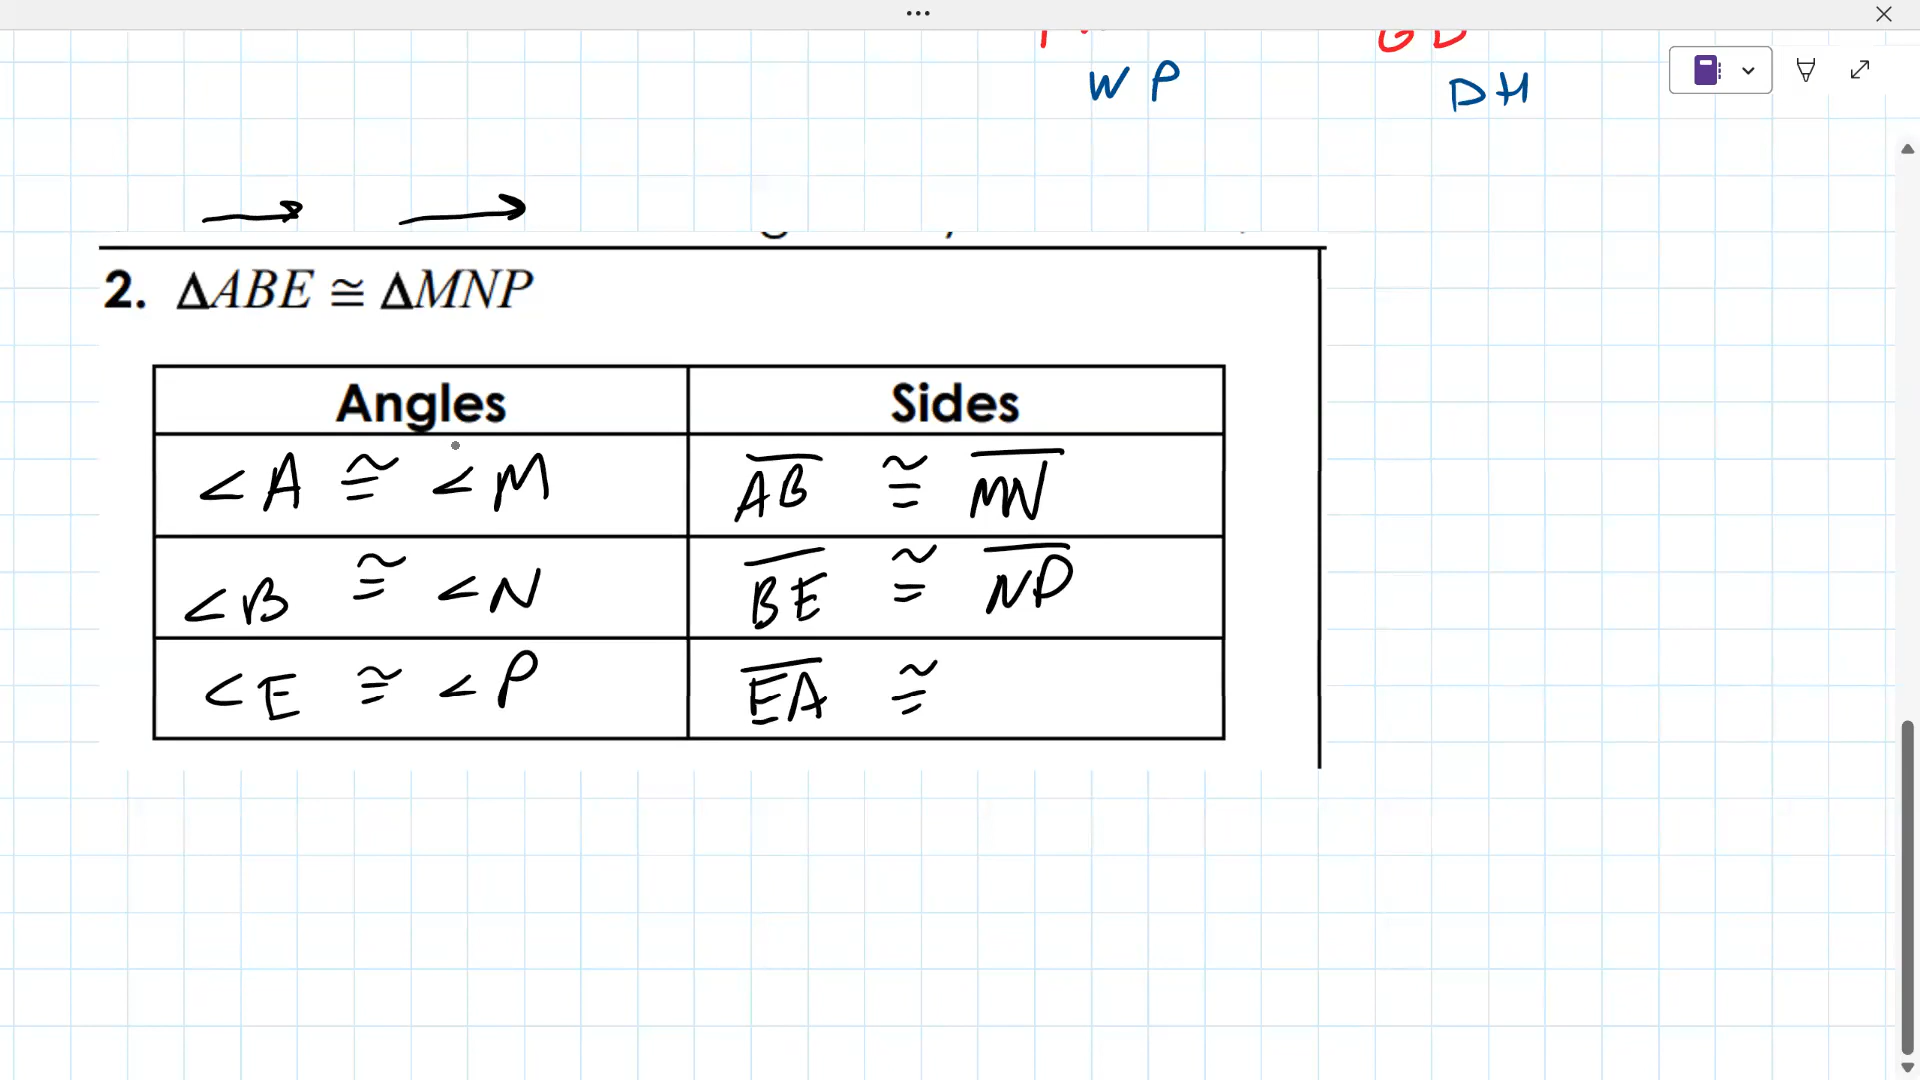 W P
D H
2. ΔABE ≅ ΔMNP
Angles Sides
∠A ≅ ∠M AB ≅ MN
∠B ≅ ∠N BE ≅ NP
∠E ≅ ∠P EA ≅